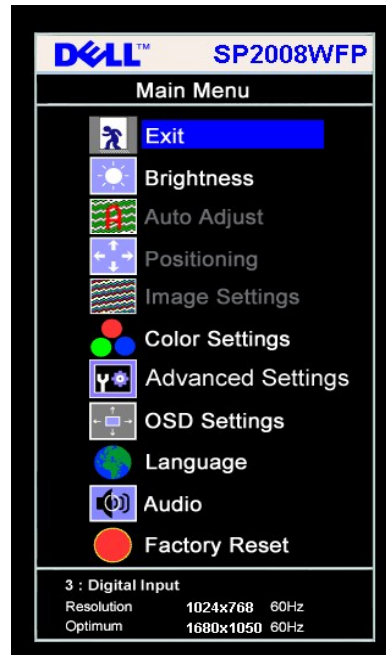 DELL™ SP2008WFP
Main Menu
Exit
Brightness
Auto Adjust
Positioning
Image Settings
Color Settings
Advanced Settings
OSD Settings
Language
Audio
Factory Reset
3 : Digital Input
Resolution 1024x768 60Hz
Optimum 1680x1050 60Hz